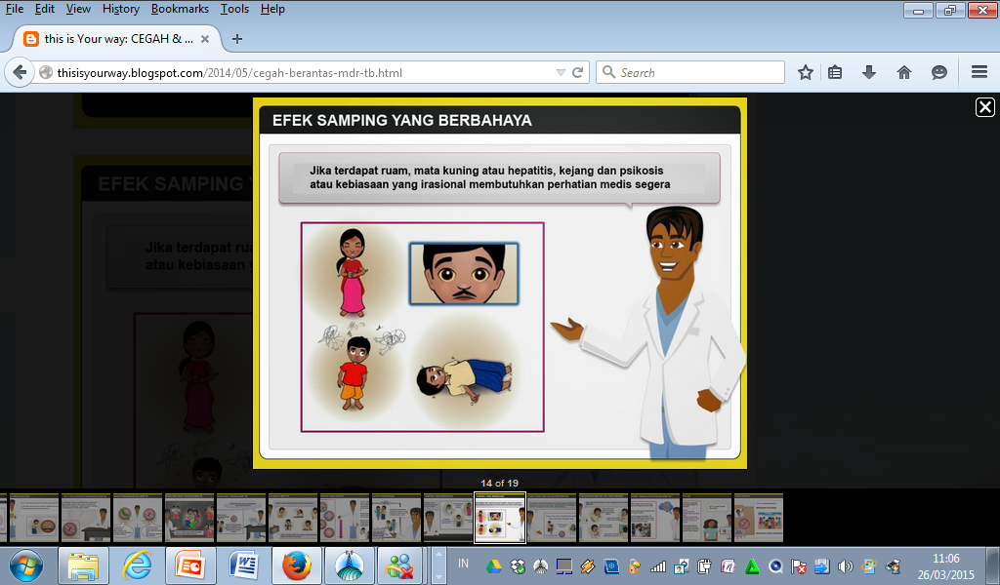 File Edit View History Bookmarks Tools Help
this is Your way: CEGAH & ...
thisisyourway.blogspot.com/2014/05/cegah-berantas-mdr-tb.html
Search
EFEK SAMPING YANG BERBAHAYA
Jika terdapat ruam, mata kuning atau hepatitis, kejang dan psikosis
atau kebiasaan yang irasional membutuhkan perhatian medis segera
EFEK SAMPING
Jika terdapat
atau kebiasaan
14 of 19
IN
11:06
26/03/2015